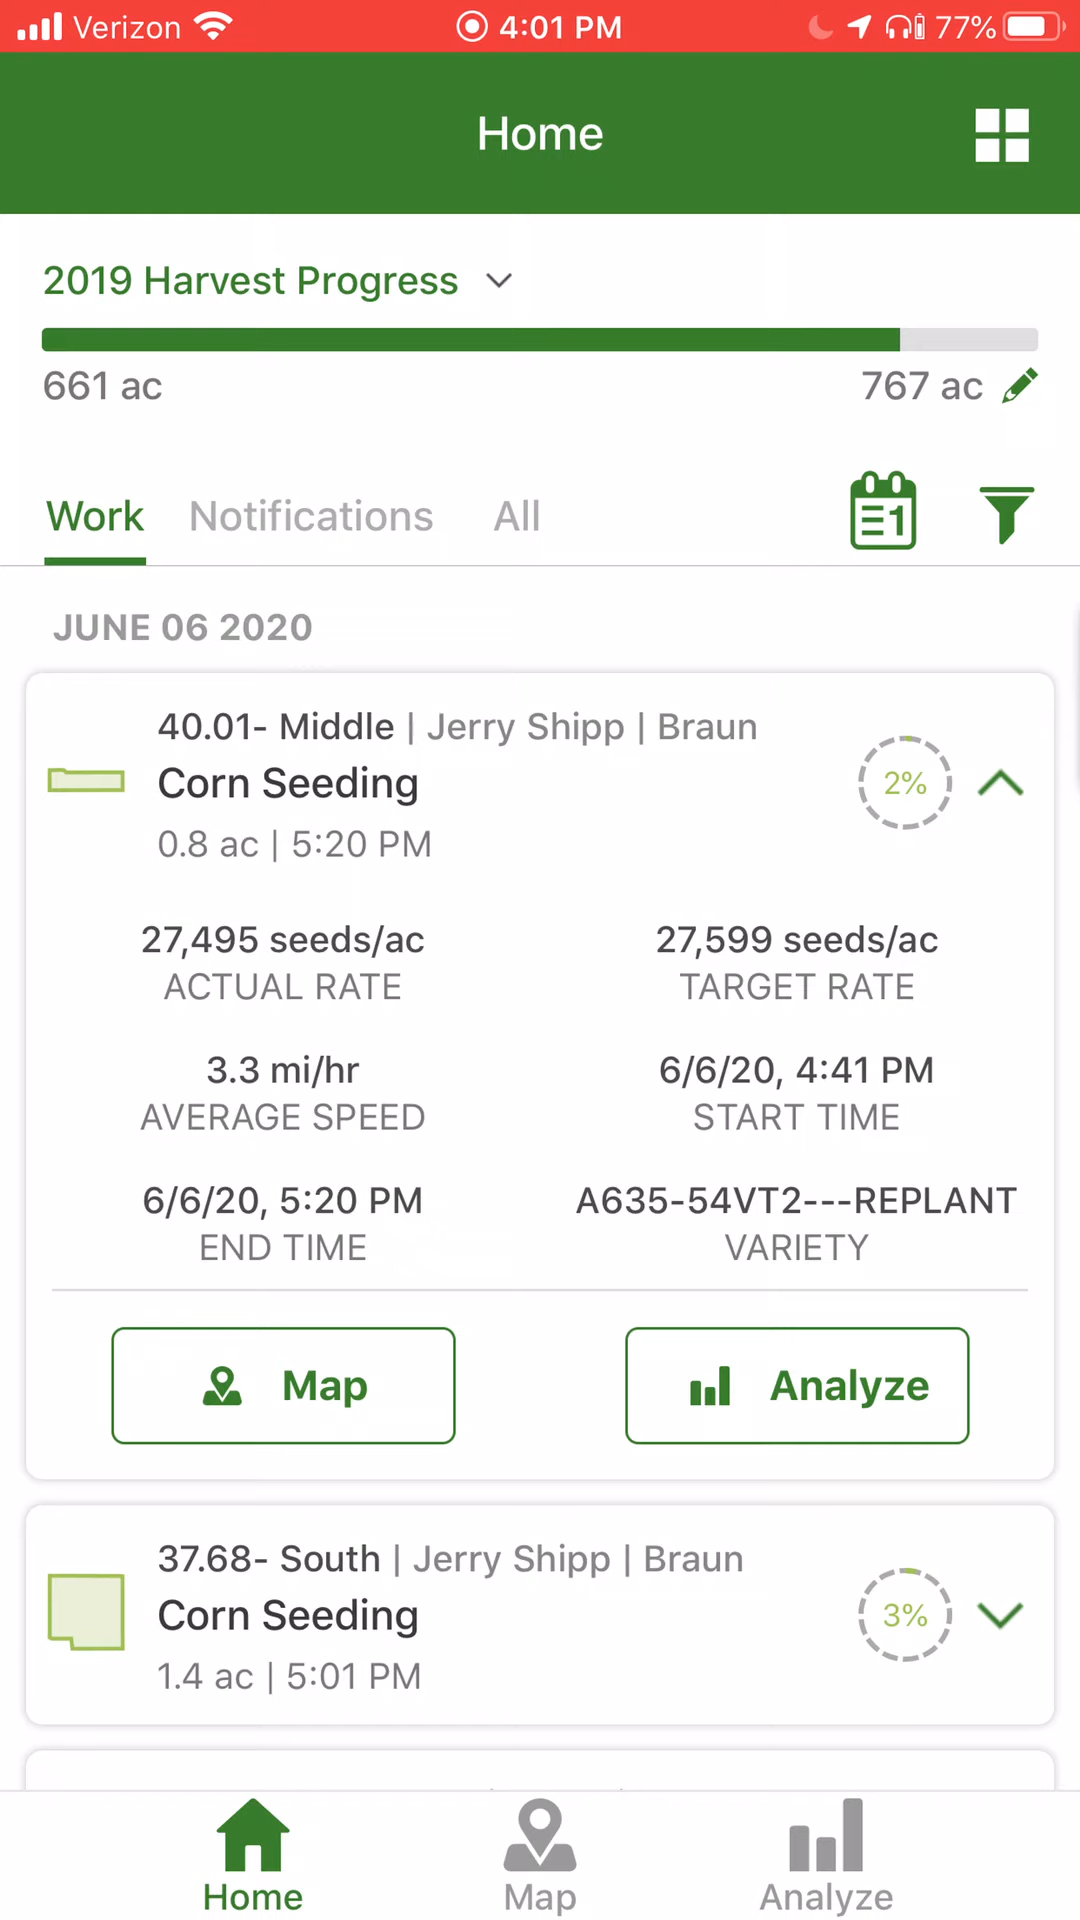 Verizon 4:01 PM 77%
Home
2019 Harvest Progress
661 ac 767 ac
Work Notifications All
1
JUNE 06 2020
40.01- Middle | Jerry Shipp | Braun
Corn Seeding
2%
0.8 ac | 5:20 PM
27,495 seeds/ac 27,599 seeds/ac
ACTUAL RATE TARGET RATE
3.3 mi/hr 6/6/20, 4:41 PM
AVERAGE SPEED START TIME
6/6/20, 5:20 PM A635-54VT2---REPLANT
END TIME VARIETY
Map Analyze
37.68- South | Jerry Shipp | Braun
Corn Seeding
3%
1.4 ac | 5:01 PM
Home Map Analyze